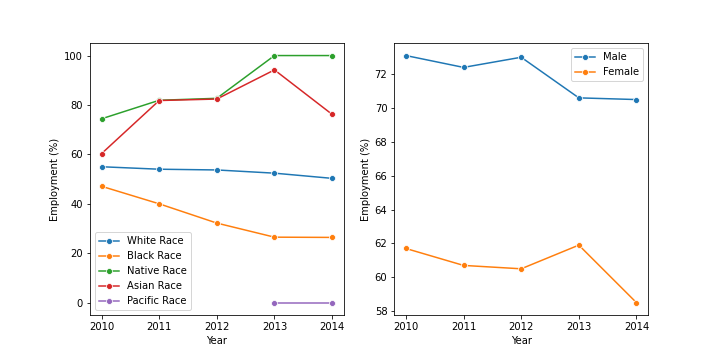 100
80
60
40
20
0
Employment (%)
White Race
Black Race
Native Race
Asian Race
Pacific Race
2010 2011 2012 2013 2014
Year
72
70
68
66
64
62
60
58
Employment (%)
Male
Female
2010 2011 2012 2013 2014
Year